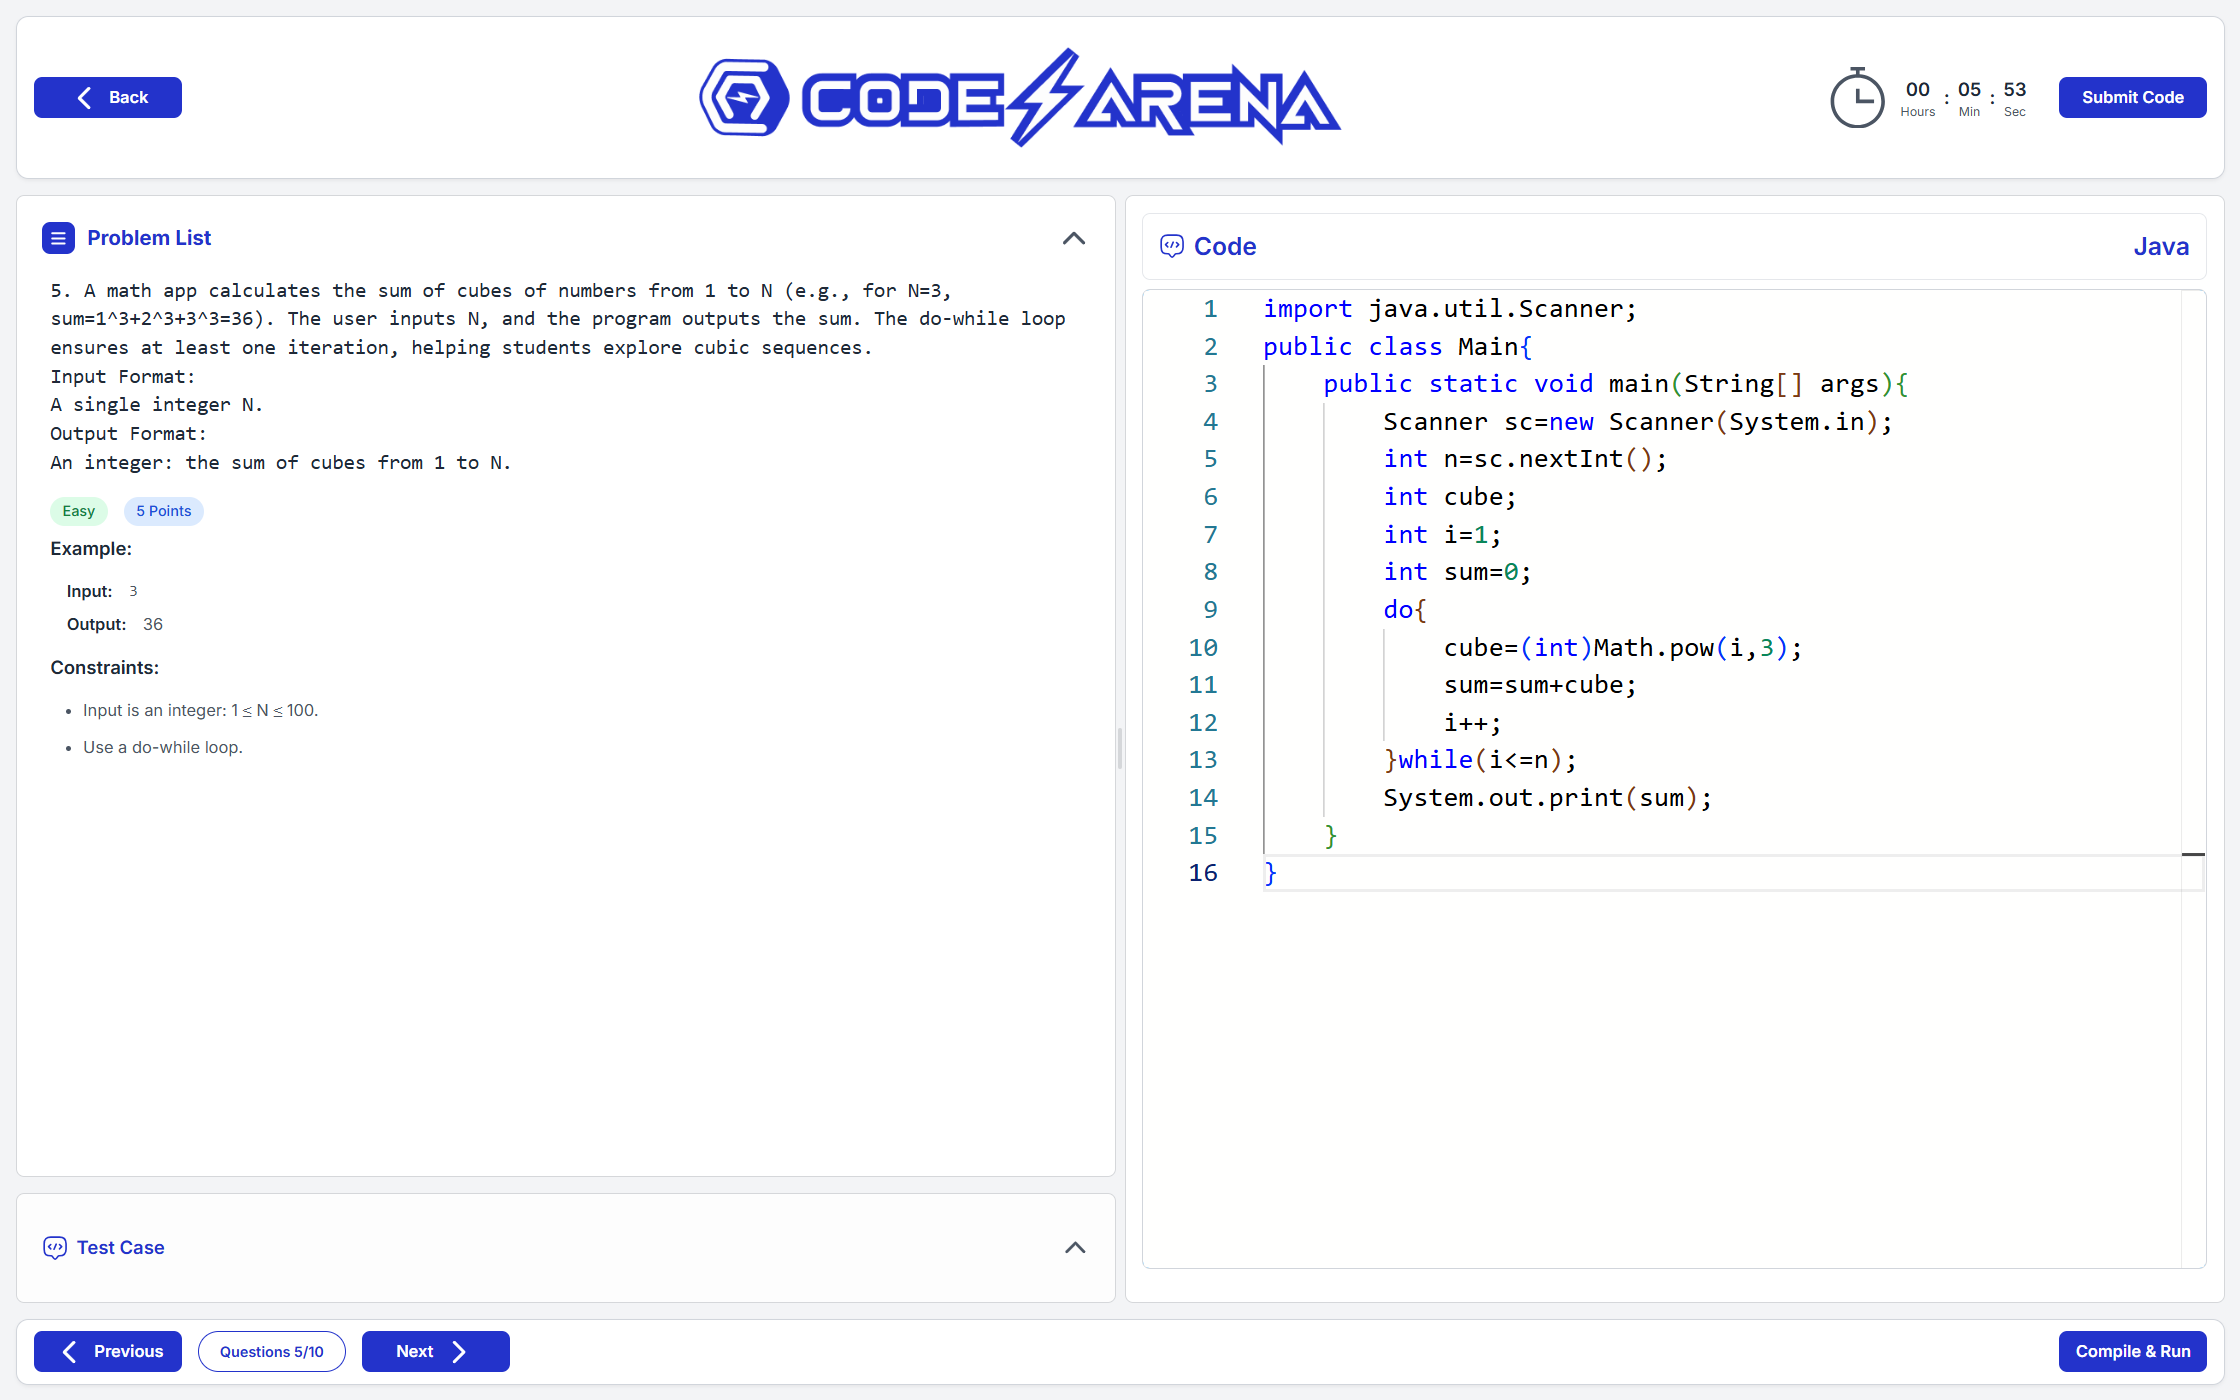 Back
CODE ARENA
00 : 05 : 53
Hours Min Sec
Submit Code
Problem List
5. A math app calculates the sum of cubes of numbers from 1 to N (e.g., for N=3,
sum=1^3+2^3+3^3=36). The user inputs N, and the program outputs the sum. The do-while loop
ensures at least one iteration, helping students explore cubic sequences.
Input Format:
A single integer N.
Output Format:
An integer: the sum of cubes from 1 to N.
Easy 5 Points
Example:
Input: 3
Output: 36
Constraints:
• Input is an integer: 1 ≤ N ≤ 100.
• Use a do-while loop.
Test Case
Code Java
1 import java.util.Scanner;
2 public class Main{
3     public static void main(String[] args){
4         Scanner sc=new Scanner(System.in);
5         int n=sc.nextInt();
6         int cube;
7         int i=1;
8         int sum=0;
9         do{
10             cube=(int)Math.pow(i,3);
11             sum=sum+cube;
12             i++;
13         }while(i<=n);
14         System.out.print(sum);
15     }
16 }
Previous
Questions 5/10
Next
Compile & Run